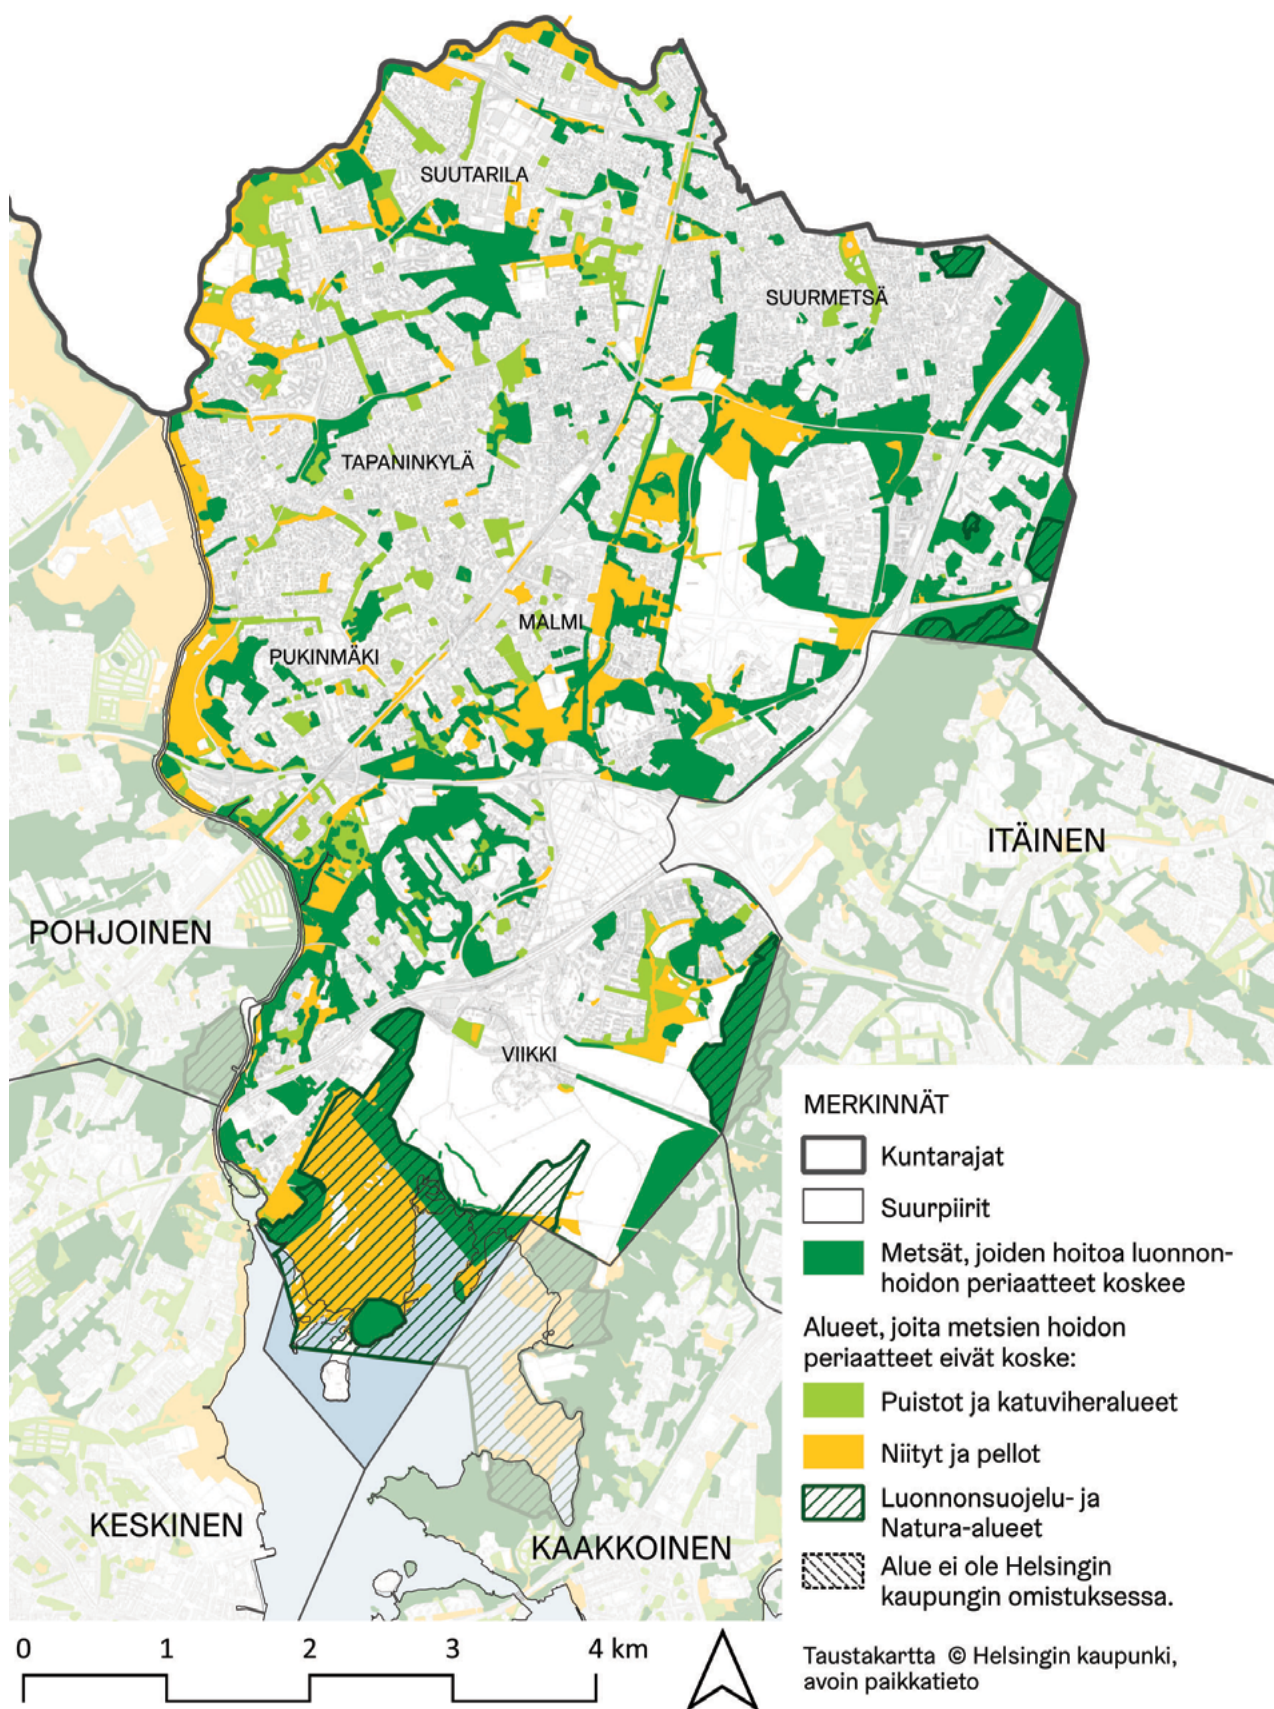 SUUTARILA
SUURMETSÄ
TAPANINKYLÄ
MALMI
PUKINMÄKI
ITÄINEN
POHJOINEN
VIIKKI
KESKINEN
KAAKKOINEN
MERKINNÄT
Kuntarajat
Suurpiirit
Metsät, joiden hoitoa luonnon-
hoidon periaatteet koskee
Alueet, joita metsien hoidon
periaatteet eivät koske:
Puistot ja katuviheralueet
Niityt ja pellot
Luonnonsuojelu- ja
Natura-alueet
Alue ei ole Helsingin
kaupungin omistuksessa.
0 1 2 3 4 km
Taustakartta © Helsingin kaupunki,
avoin paikkatieto